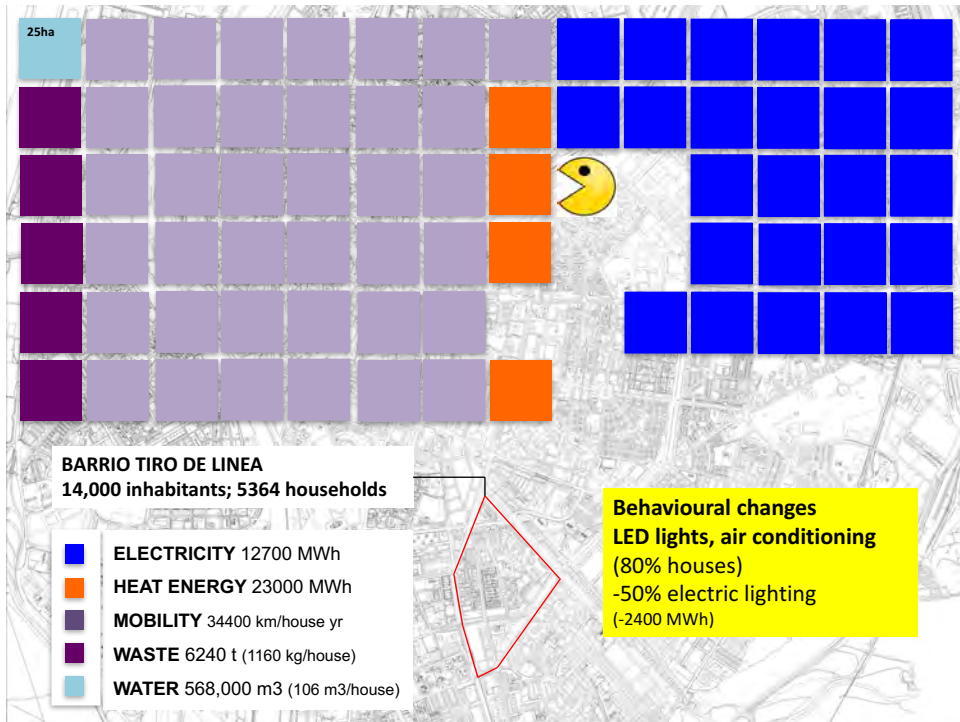 25ha
BARRIO TIRO DE LINEA
14,000 inhabitants; 5364 households
ELECTRICITY 12700 MWh
HEAT ENERGY 23000 MWh
MOBILITY 34400 km/house yr
WASTE 6240 t (1160 kg/house)
WATER 568,000 m3 (106 m3/house)
Behavioural changes
LED lights, air conditioning
(80% houses)
-50% electric lighting
(-2400 MWh)